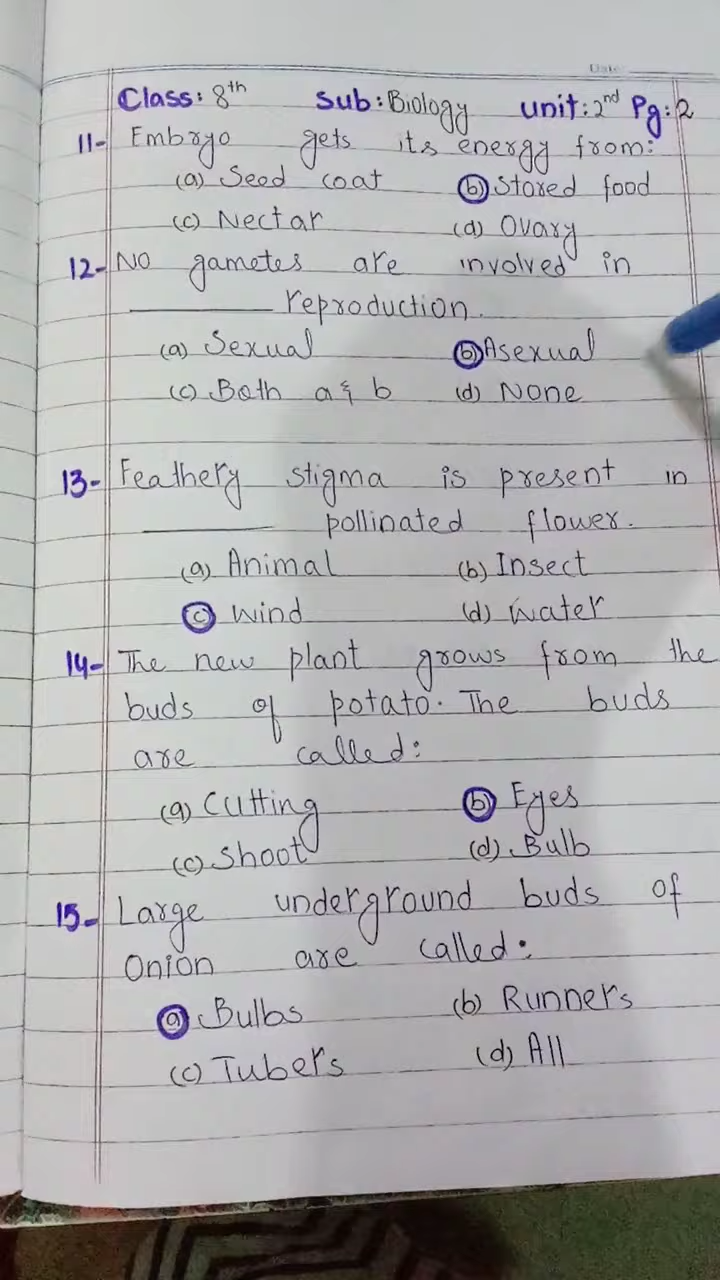 Date:
Class: 8th Sub: Biology unit: 2nd Pg: 2
11- Embryo gets its energy from:
(a) Seed coat (b) Stored food
(c) Nectar (d) Ovary
12- No gametes are involved in
________ reproduction.
(a) Sexual (b) Asexual
(c) Both a & b (d) None
13- Feathery stigma is present in
________ pollinated flower.
(a) Animal (b) Insect
(c) Wind (d) Water
14- The new plant grows from the
buds of potato. The buds
are called:
(a) Cutting (b) Eyes
(c) Shoot (d) Bulb
15- Large underground buds of
Onion are called:
(a) Bulbs (b) Runners
(c) Tubers (d) All